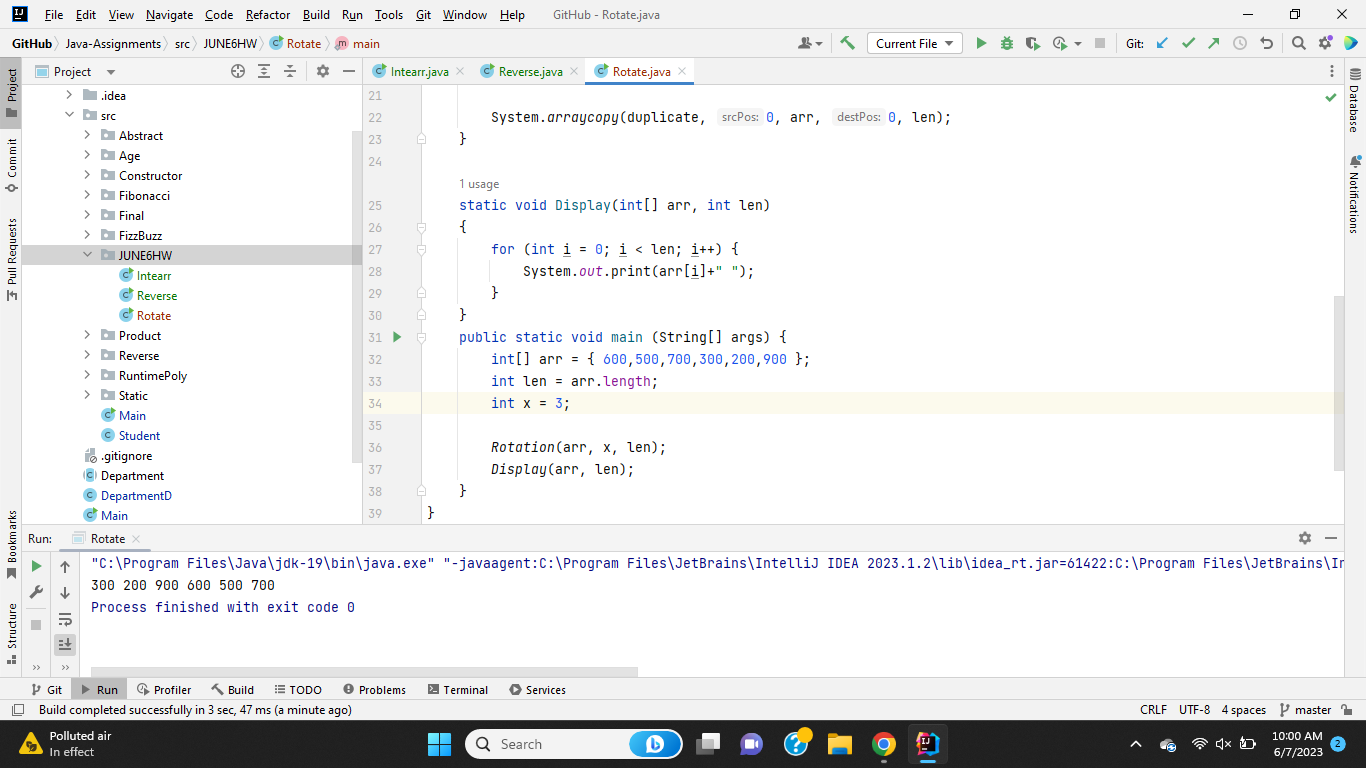 File Edit View Navigate Code Refactor Build Run Tools Git Window Help GitHub - Rotate.java
GitHub Java-Assignments src JUNE6HW Rotate main Current File Git:
Project
Commit
Pull Requests
Bookmarks
Structure
Project
.idea
src
Abstract
Age
Constructor
Fibonacci
Final
FizzBuzz
JUNE6HW
Intearr
Reverse
Rotate
Product
Reverse
RuntimePoly
Static
Main
Student
.gitignore
Department
DepartmentD
Main
Intearr.java Reverse.java Rotate.java
21
22 System.arraycopy(duplicate, srcPos: 0, arr, destPos: 0, len);
23 }
24
1 usage
25 static void Display(int[] arr, int len)
26 {
27 for (int i = 0; i < len; i++) {
28 System.out.print(arr[i]+" ");
29 }
30 }
31 public static void main (String[] args) {
32 int[] arr = { 600,500,700,300,200,900 };
33 int len = arr.length;
34 int x = 3;
35
36 Rotation(arr, x, len);
37 Display(arr, len);
38 }
39 }
Database
Notifications
Run: Rotate
"C:\Program Files\Java\jdk-19\bin\java.exe" "-javaagent:C:\Program Files\JetBrains\IntelliJ IDEA 2023.1.2\lib\idea_rt.jar=61422:C:\Program Files\JetBrains\In
300 200 900 600 500 700
Process finished with exit code 0
Git Run Profiler Build TODO Problems Terminal Services
Build completed successfully in 3 sec, 47 ms (a minute ago) CRLF UTF-8 4 spaces master
Polluted air
In effect
Search
10:00 AM
6/7/2023
2